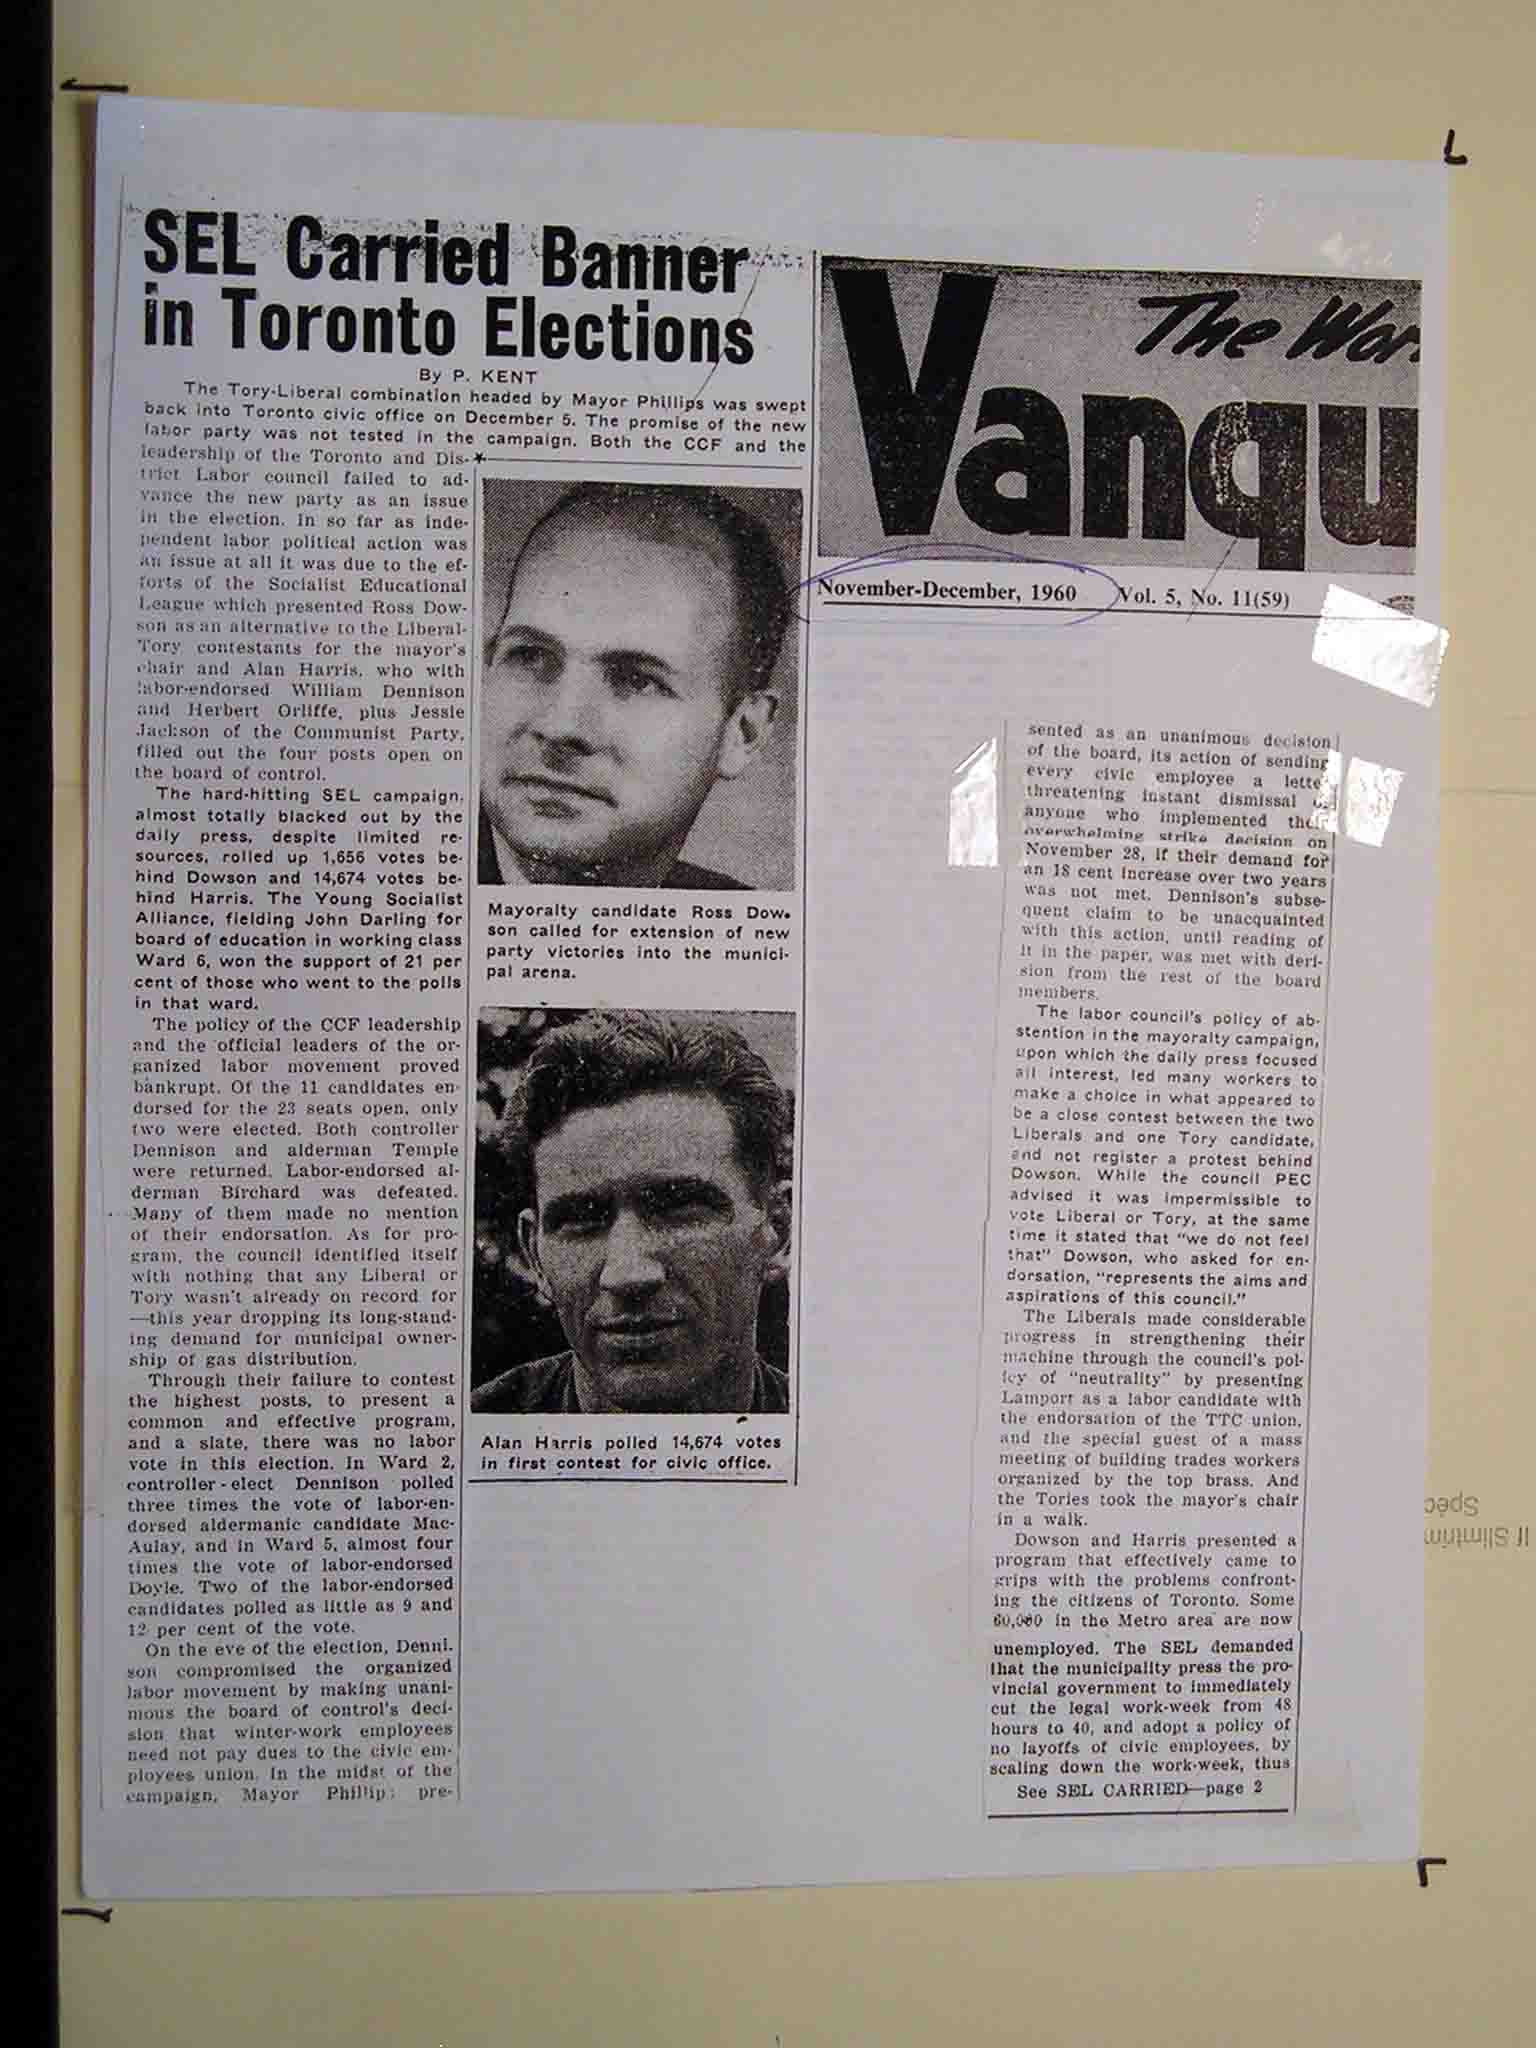 SEL Carried Banner
in Toronto Elections
By P. KENT
The Tory-Liberal combination headed by Mayor Phillips was swept
back into Toronto civic office on December 5. The promise of the new
labor party was not tested in the campaign. Both the CCF and the
leadership of the Toronto and Dis-
trict Labor council failed to ad-
vance the new party as an issue
in the election. In so far as inde-
pendent labor political action was
an issue at all it was due to the ef-
forts of the Socialist Educational
League which presented Ross Dow-
son as an alternative to the Liberal-
Tory contestants for the mayor's
chair and Alan Harris, who with
labor-endorsed William Dennison
and Herbert Orliffe, plus Jessie
Jackson of the Communist Party,
filled out the four posts open on
the board of control.
The hard-hitting SEL campaign,
almost totally blacked out by the
daily press, despite limited re-
sources, rolled up 1,656 votes be-
hind Dowson and 14,674 votes be-
hind Harris. The Young Socialist
Alliance, fielding John Darling for
board of education in working class
Ward 6, won the support of 21 per
cent of those who went to the polls
in that ward.
The policy of the CCF leadership
and the official leaders of the or-
ganized labor movement proved
bankrupt. Of the 11 candidates en-
dorsed for the 23 seats open, only
two were elected. Both controller
Dennison and alderman Temple
were returned. Labor-endorsed al-
derman Birchard was defeated.
Many of them made no mention
of their endorsation. As for pro-
gram, the council identified itself
with nothing that any Liberal or
Tory wasn't already on record for
—this year dropping its long-stand-
ing demand for municipal owner-
ship of gas distribution.
Through their failure to contest
the highest posts, to present a
common and effective program,
and a slate, there was no labor
vote in this election. In Ward 2,
controller-elect Dennison polled
three times the vote of labor-en-
dorsed aldermanic candidate Mac-
Aulay, and in Ward 5, almost four
times the vote of labor-endorsed
Doyle. Two of the labor-endorsed
candidates polled as little as 9 and
12 per cent of the vote.
On the eve of the election, Denni-
son compromised the organized
labor movement by making unani-
mous the board of control's deci-
sion that winter-work employees
need not pay dues to the civic em-
ployees union. In the midst of the
campaign, Mayor Phillips pre-
Mayoralty candidate Ross Dow-
son called for extension of new
party victories into the munici-
pal arena.
Alan Harris polled 14,674 votes
in first contest for civic office.
The Wor
Vangu
November-December, 1960 Vol. 5, No. 11(59)
sented as an unanimous decision
of the board, its action of sending
every civic employee a lette
threatening instant dismissal
anyone who implemented their
overwhelming strike decision on
November 28, if their demand for
an 18 cent increase over two years
was not met. Dennison's subse-
quent claim to be unacquainted
with this action, until reading of
it in the paper, was met with deri-
sion from the rest of the board
members.
The labor council's policy of ab-
stention in the mayoralty campaign,
upon which the daily press focused
all interest, led many workers to
make a choice in what appeared to
be a close contest between the two
Liberals and one Tory candidate,
and not register a protest behind
Dowson. While the council PEC
advised it was impermissible to
vote Liberal or Tory, at the same
time it stated that "we do not feel
that" Dowson, who asked for en-
dorsation, "represents the aims and
aspirations of this council."
The Liberals made considerable
progress in strengthening their
machine through the council's pol-
icy of "neutrality" by presenting
Lamport as a labor candidate with
the endorsation of the TTC union,
and the special guest of a mass
meeting of building trades workers
organized by the top brass. And
the Tories took the mayor's chair
in a walk.
Dowson and Harris presented a
program that effectively came to
grips with the problems confront-
ing the citizens of Toronto. Some
60,000 in the Metro area are now
unemployed. The SEL demanded
that the municipality press the pro-
vincial government to immediately
cut the legal work-week from 48
hours to 40, and adopt a policy of
no layoffs of civic employees, by
scaling down the work-week, thus
See SEL CARRIED—page 2